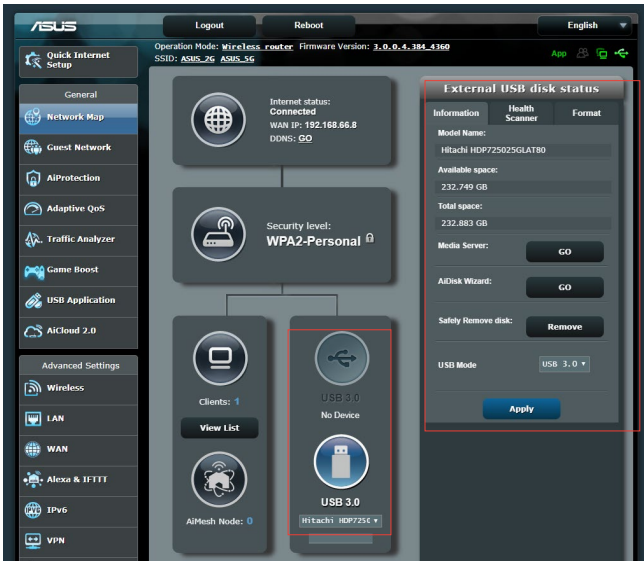 ASUS
Logout
Reboot
English
Operation Mode: Wireless router Firmware Version: 3.0.0.4.384_4360
SSID: ASUS_2G ASUS_5G
App
Quick Internet
Setup
General
Network Map
Guest Network
AiProtection
Adaptive QoS
Traffic Analyzer
Game Boost
USB Application
AiCloud 2.0
Advanced Settings
Wireless
LAN
WAN
Alexa & IFTTT
IPv6
VPN
Internet status:
Connected
WAN IP: 192.168.66.8
DDNS: GO
Security level:
WPA2-Personal
Clients: 1
View List
AiMesh Node: 0
USB 3.0
No Device
USB 3.0
Hitachi HDP725C
External USB disk status
Information
Health
Scanner
Format
Model Name:
Hitachi HDP725025GLAT80
Available space:
232.749 GB
Total space:
232.883 GB
Media Server:
GO
AiDisk Wizard:
GO
Safely Remove disk:
Remove
USB Mode
USB 3.0
Apply